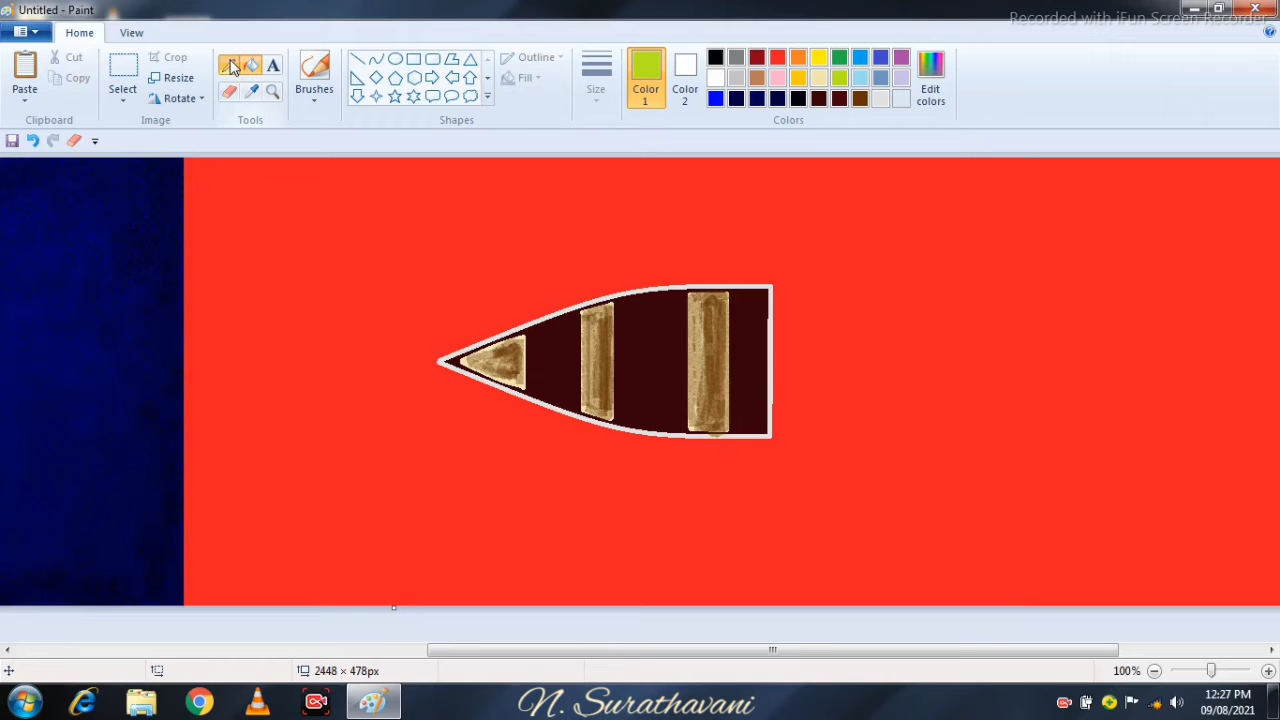 Untitled - Paint
Recorded with iFun Screen Recorder
Home
View
Paste
Cut
Copy
Clipboard
Select
Crop
Resize
Rotate
Image
A
Tools
Brushes
Shapes
Outline
Fill
Size
Color
1
Color
2
Edit
colors
Colors
2448 × 478px
100%
N. Surathavani
12:27 PM
09/08/2021